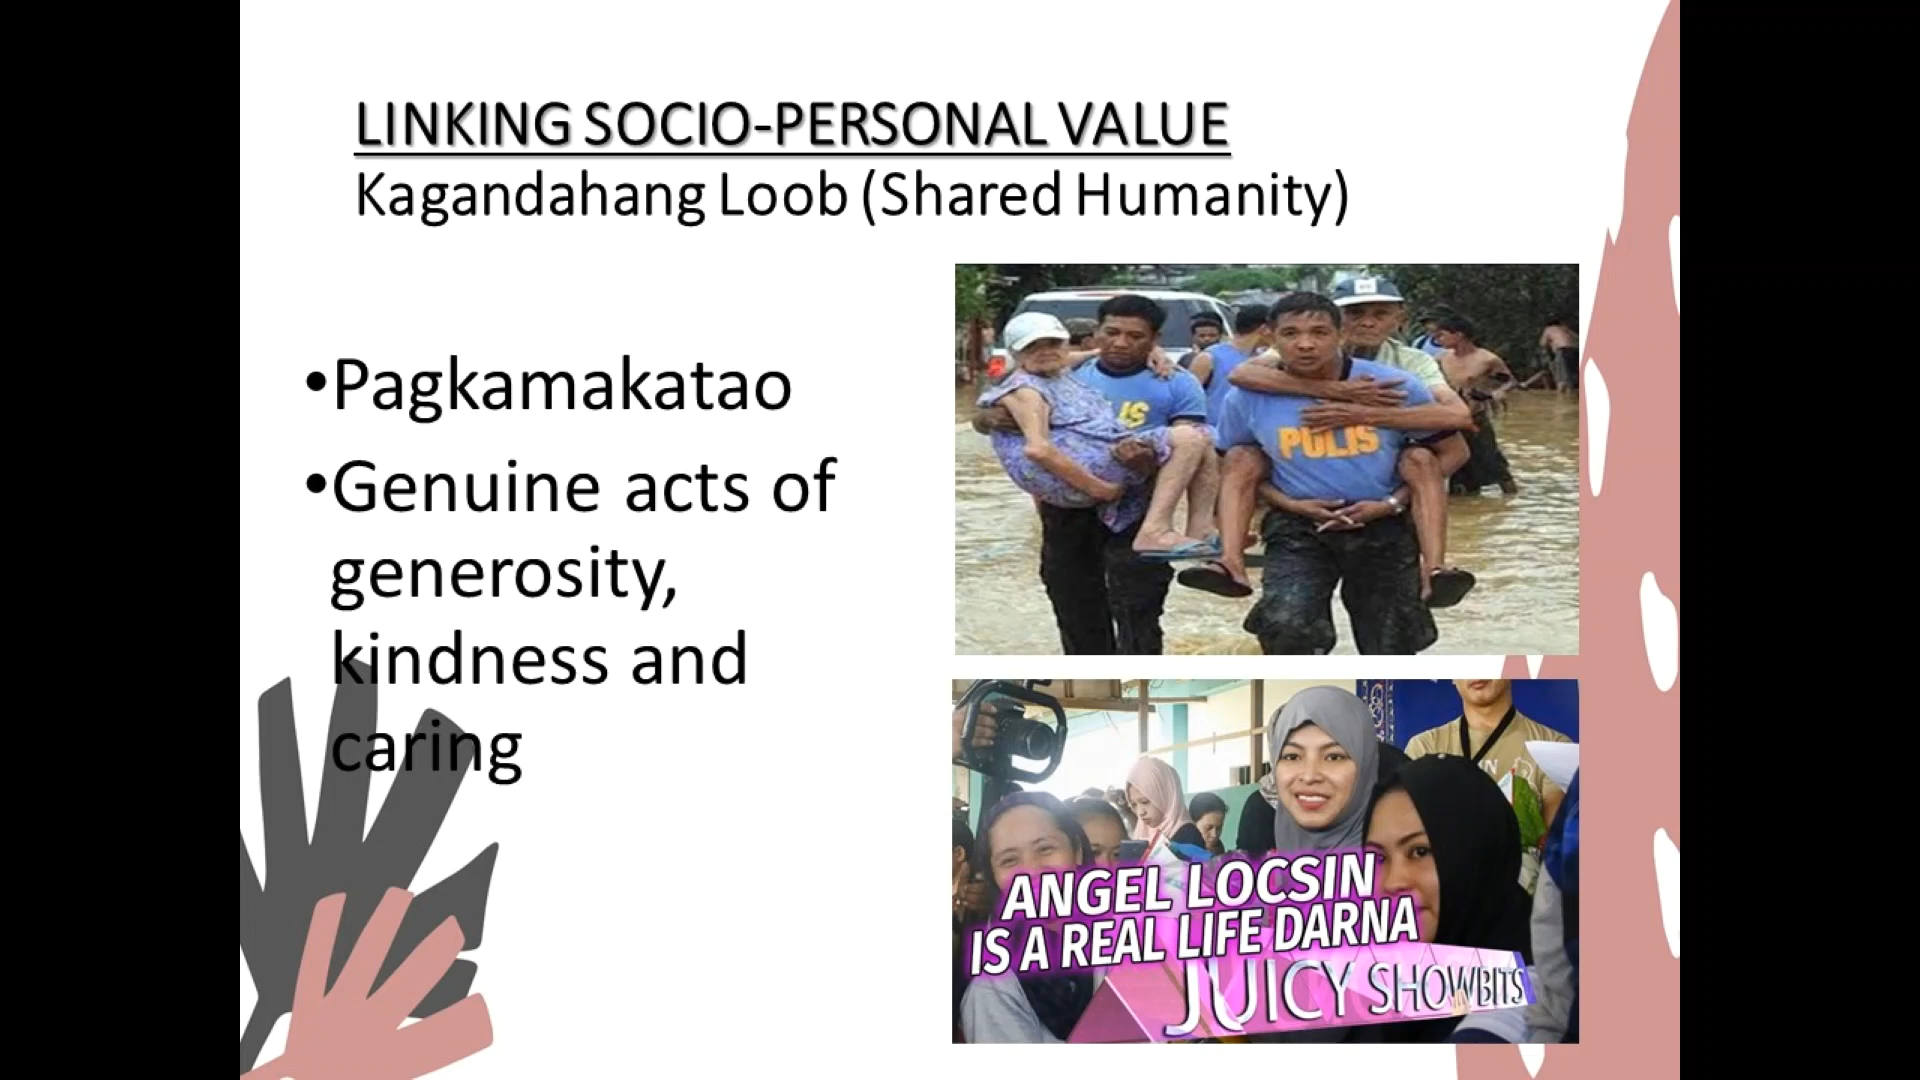 LINKING SOCIO-PERSONAL VALUE
Kagandahang Loob (Shared Humanity)
•Pagkamakatao
•Genuine acts of
generosity,
kindness and
caring
LIS
PULIS
ANGEL LOCSIN
IS A REAL LIFE DARNA
JUICY SHOWBITS